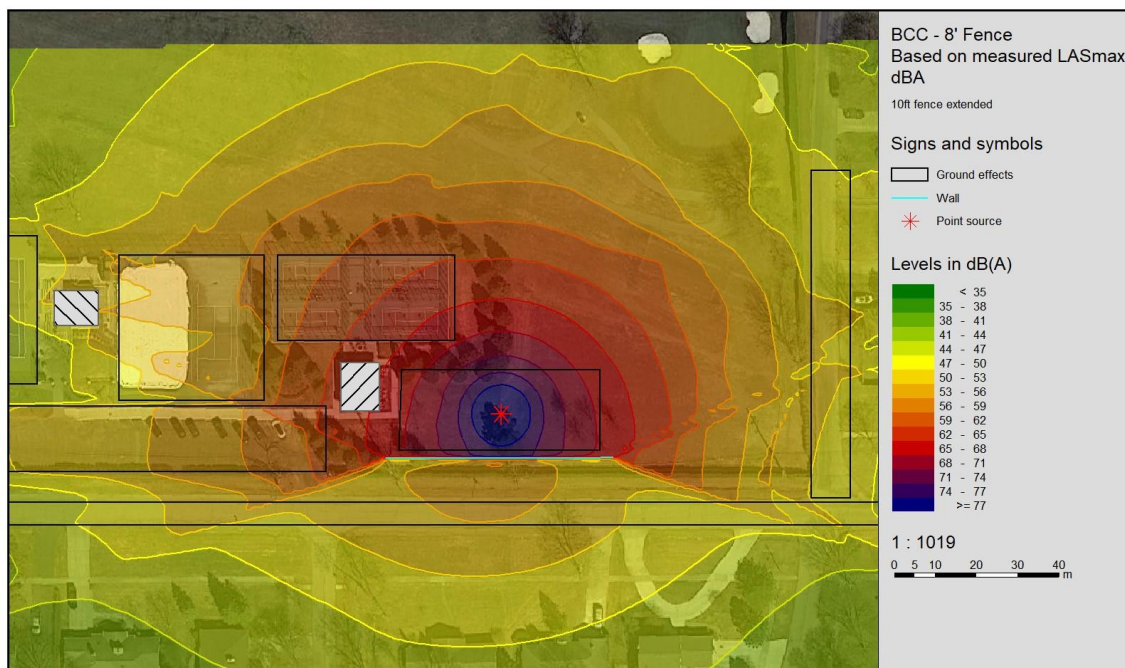 BCC - 8' Fence
Based on measured LASmax
dBA
10ft fence extended
Signs and symbols
Ground effects
Wall
Point source
Levels in dB(A)
< 35
35 - 38
38 - 41
41 - 44
44 - 47
47 - 50
50 - 53
53 - 56
56 - 59
59 - 62
62 - 65
65 - 68
68 - 71
71 - 74
74 - 77
>= 77
1 : 1019
0 5 10 20 30 40
m